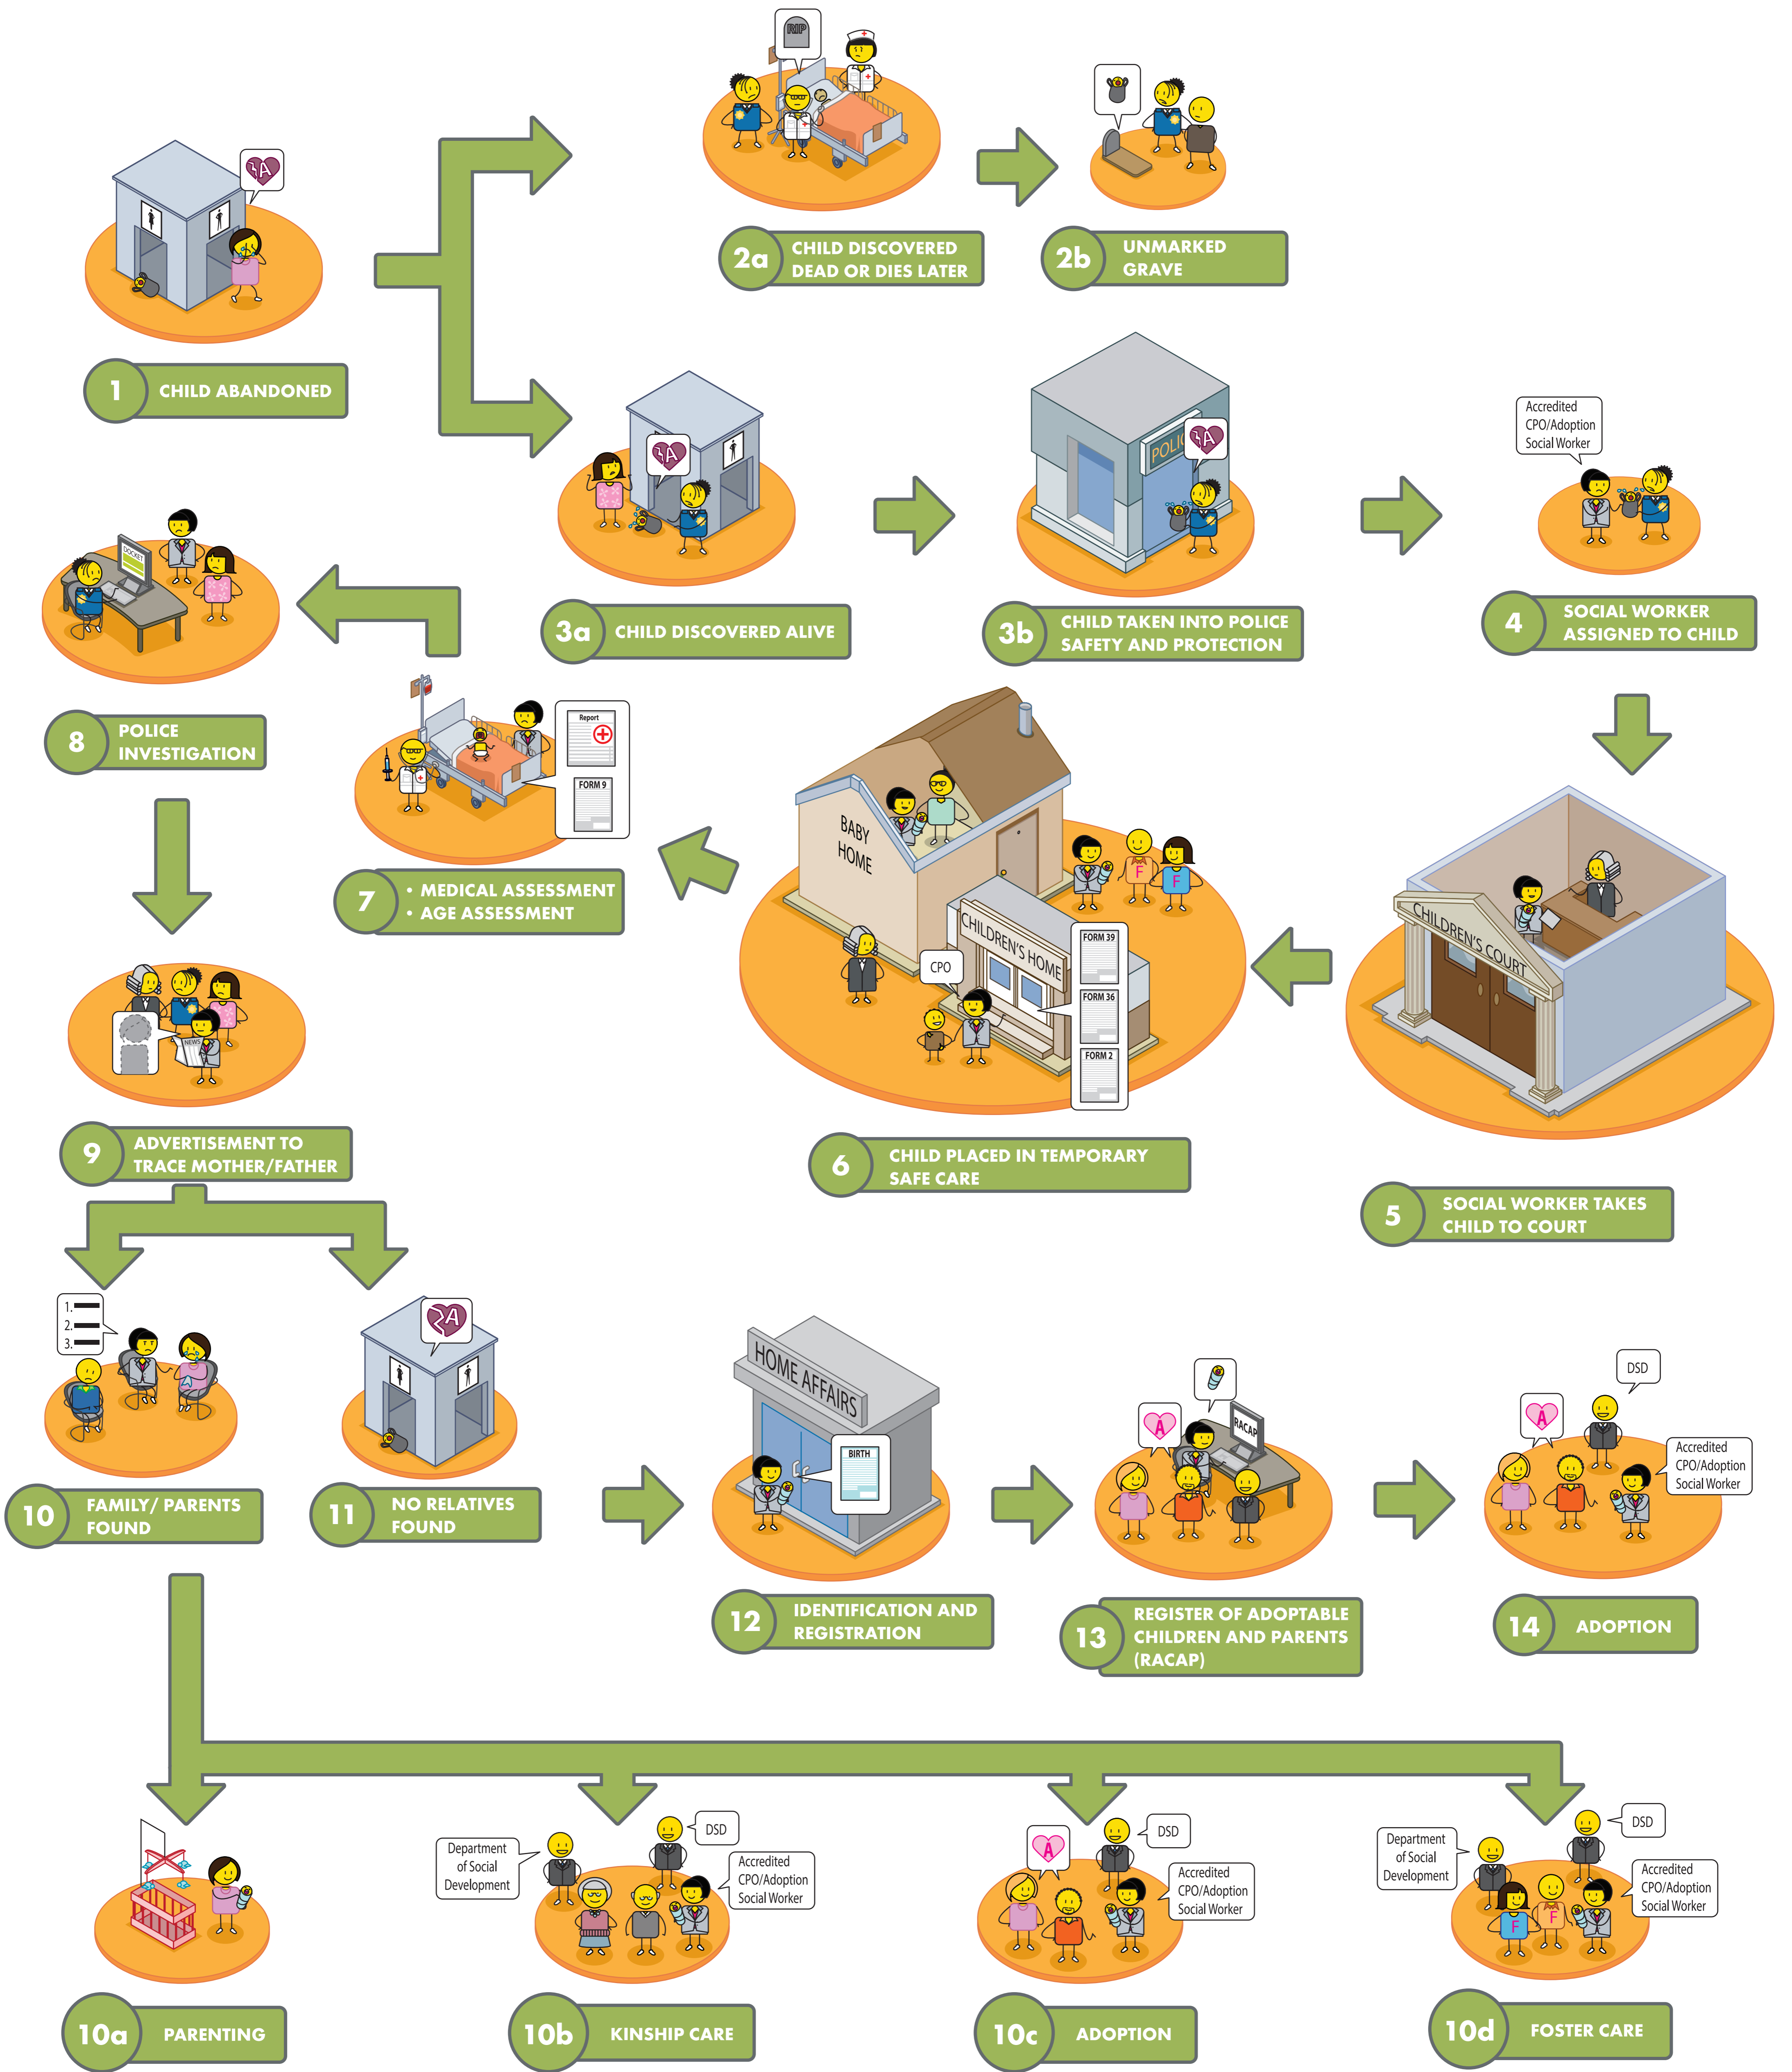 RIP
2a
CHILD DISCOVERED
DEAD OR DIES LATER
2b
UNMARKED
GRAVE
A
1
CHILD ABANDONED
A
3a
CHILD DISCOVERED ALIVE
POLIC
A
3b
CHILD TAKEN INTO POLICE
SAFETY AND PROTECTION
Accredited
CPO/Adoption
Social Worker
4
SOCIAL WORKER
ASSIGNED TO CHILD
DOCKET
8
POLICE
INVESTIGATION
Report
FORM 9
7
• MEDICAL ASSESSMENT
• AGE ASSESSMENT
BABY
HOME
F
F
CHILDREN'S HOME
CPO
FORM 39
FORM 36
FORM 2
6
CHILD PLACED IN TEMPORARY
SAFE CARE
CHILDREN'S COURT
5
SOCIAL WORKER TAKES
CHILD TO COURT
NEWS
9
ADVERTISEMENT TO
TRACE MOTHER/FATHER
1.
2.
3.
10
FAMILY/ PARENTS
FOUND
A
11
NO RELATIVES
FOUND
HOME AFFAIRS
BIRTH
12
IDENTIFICATION AND
REGISTRATION
A
RACAP
13
REGISTER OF ADOPTABLE
CHILDREN AND PARENTS
(RACAP)
A
DSD
Accredited
CPO/Adoption
Social Worker
14
ADOPTION
10a
PARENTING
Department
of Social
Development
DSD
Accredited
CPO/Adoption
Social Worker
10b
KINSHIP CARE
A
DSD
Accredited
CPO/Adoption
Social Worker
10c
ADOPTION
Department
of Social
Development
DSD
Accredited
CPO/Adoption
Social Worker
F
F
10d
FOSTER CARE